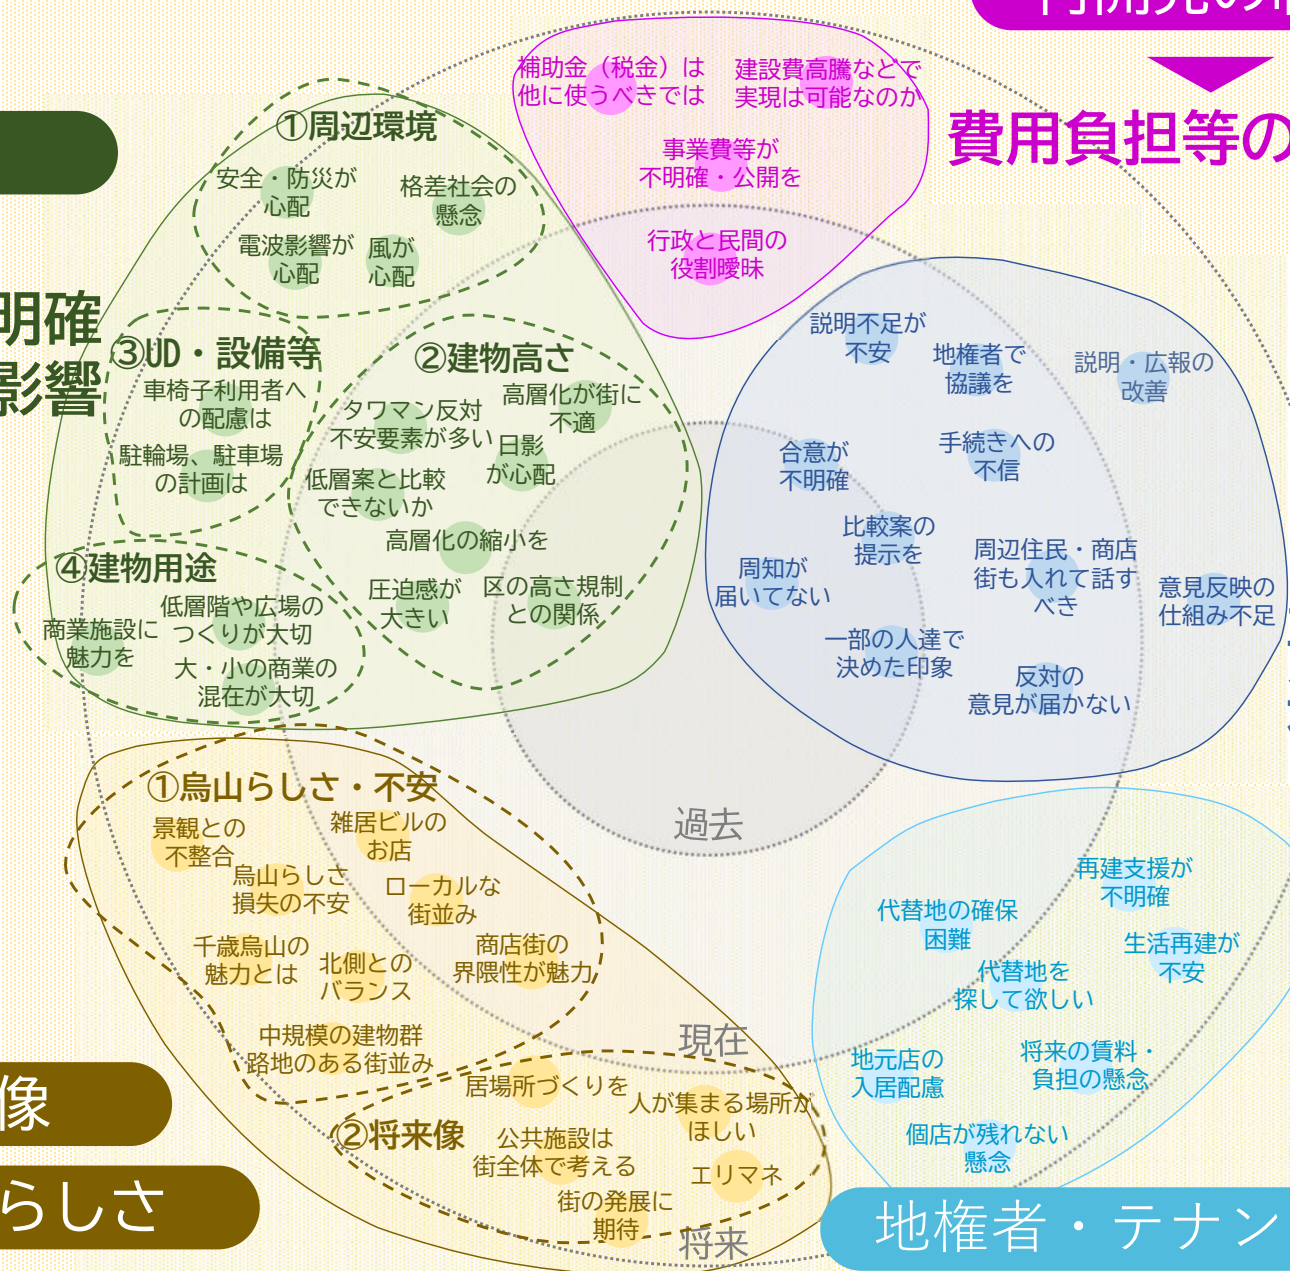 補助金（税金）は
他に使うべきでは
建設費高騰などで
実現は可能なのか
事業費等が
不明確・公開を
行政と民間の
役割曖昧
費用負担等の
①周辺環境
安全・防災が
心配
格差社会の
懸念
電波影響が
心配
風が
心配
明確
影響
③UD・設備等
車椅子利用者へ
の配慮は
駐輪場、駐車場
の計画は
②建物高さ
高層化が街に
不適
タワマン反対
不安要素が多い
日影
が心配
低層案と比較
できないか
高層化の縮小を
圧迫感が
大きい
区の高さ規制
との関係
④建物用途
低層階や広場の
つくりが大切
商業施設に
魅力を
大・小の商業の
混在が大切
説明不足が
不安
地権者で
協議を
説明・広報の
改善
合意が
不明確
手続きへの
不信
比較案の
提示を
周辺住民・商店
街も入れて話す
べき
周知が
届いてない
意見反映の
仕組み不足
一部の人達で
決めた印象
反対の
意見が届かない
過去
現在
将来
①烏山らしさ・不安
景観との
不整合
雑居ビルの
お店
烏山らしさ
損失の不安
ローカルな
街並み
千歳烏山の
魅力とは
北側との
バランス
商店街の
界隈性が魅力
中規模の建物群
路地のある街並み
②将来像
居場所づくりを
人が集まる場所が
ほしい
公共施設は
街全体で考える
エリマネ
街の発展に
期待
像
らしさ
再建支援が
不明確
代替地の確保
困難
生活再建が
不安
代替地を
探して欲しい
地元店の
入居配慮
将来の賃料・
負担の懸念
個店が残れない
懸念
地権者・テナン